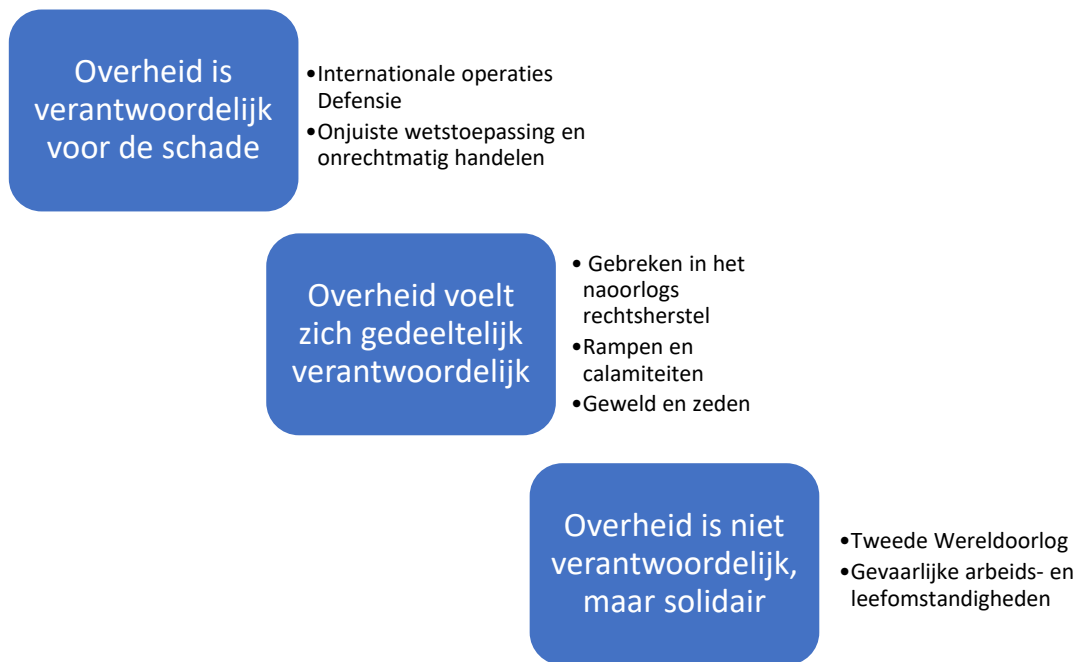 Overheid is
verantwoordelijk
voor de schade
•Internationale operaties
Defensie
•Onjuiste wetstoepassing en
onrechtmatig handelen
Overheid voelt
zich gedeeltelijk
verantwoordelijk
• Gebreken in het
naoorlogs
rechtsherstel
•Rampen en
calamiteiten
•Geweld en zeden
Overheid is niet
verantwoordelijk,
maar solidair
•Tweede Wereldoorlog
•Gevaarlijke arbeids- en
leefomstandigheden